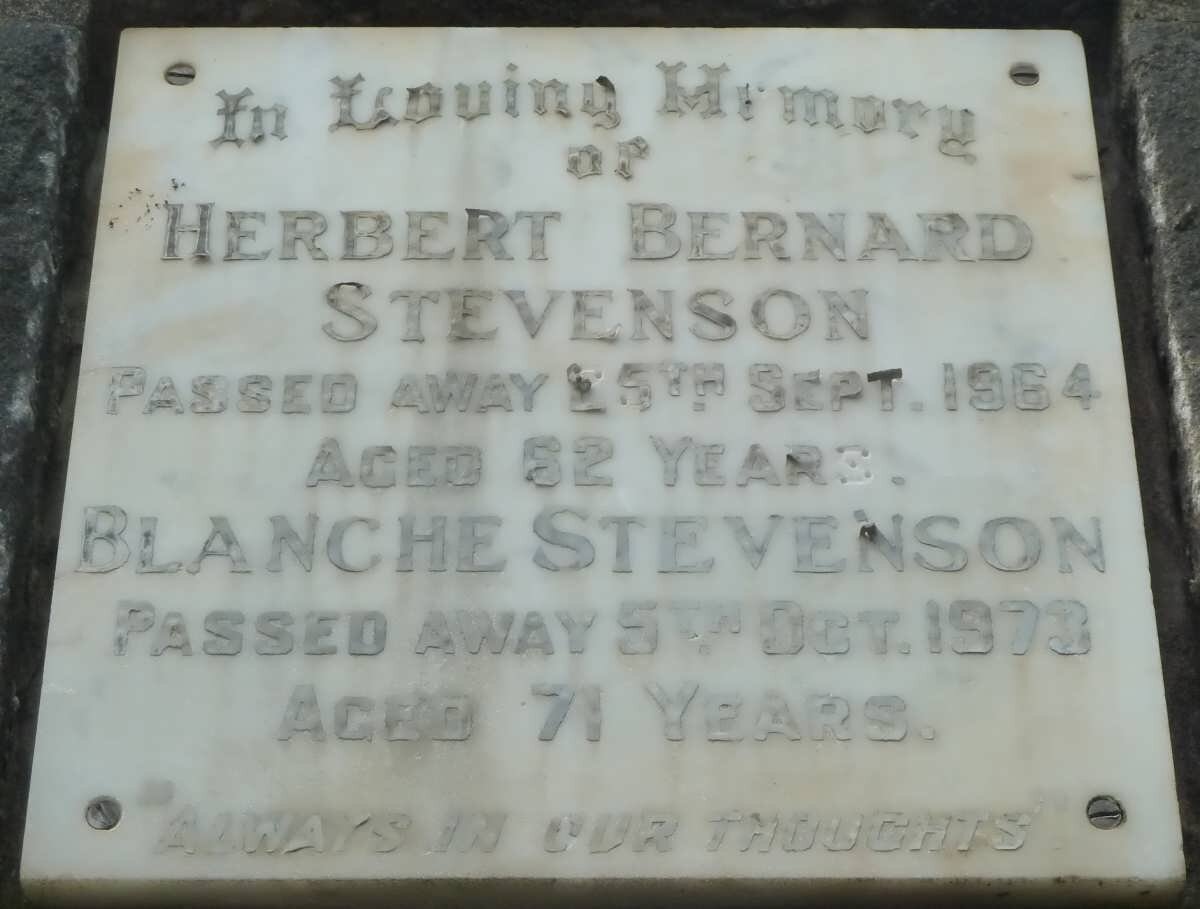 In Loving Memory
of
HERBERT BERNARD
STEVENSON
PASSED AWAY 25TH SEPT. 1964
AGED 62 YEARS.
BLANCHE STEVENSON
PASSED AWAY 5TH OCT. 1973
AGED 71 YEARS.
"ALWAYS IN OUR THOUGHTS"